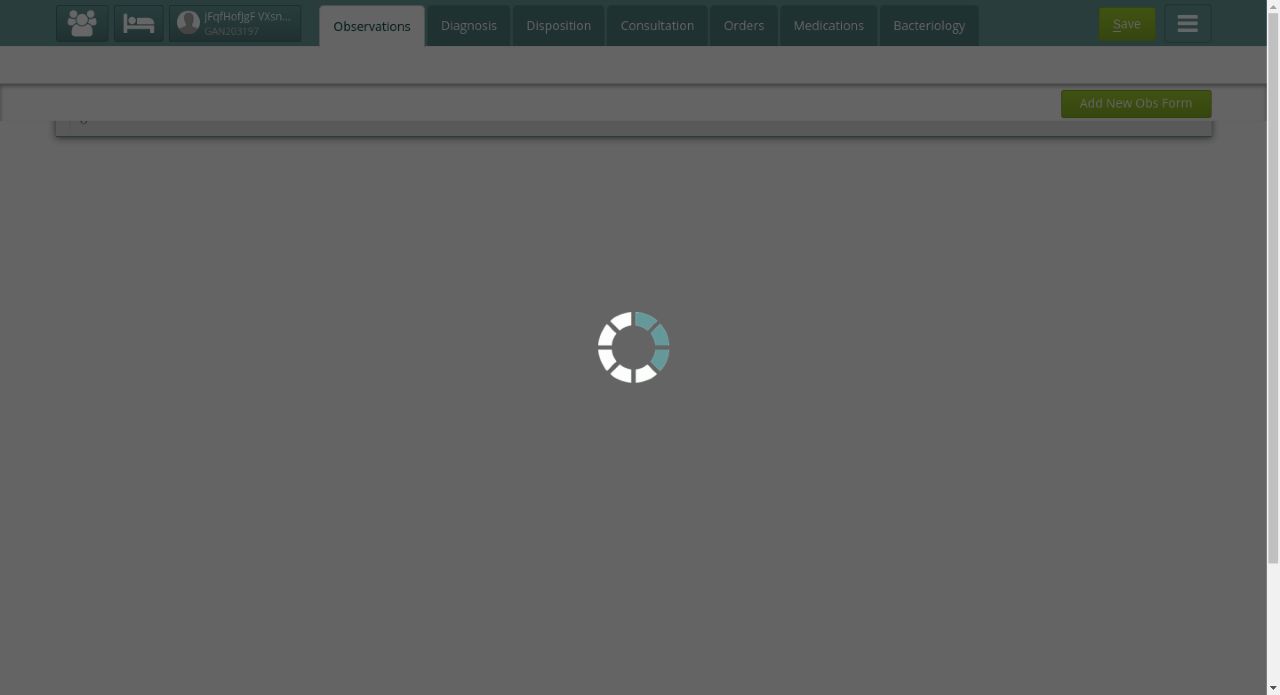 jFqfHofJgF VXsn...
GAN203197
Observations
Diagnosis
Disposition
Consultation
Orders
Medications
Bacteriology
Save
Add New Obs Form